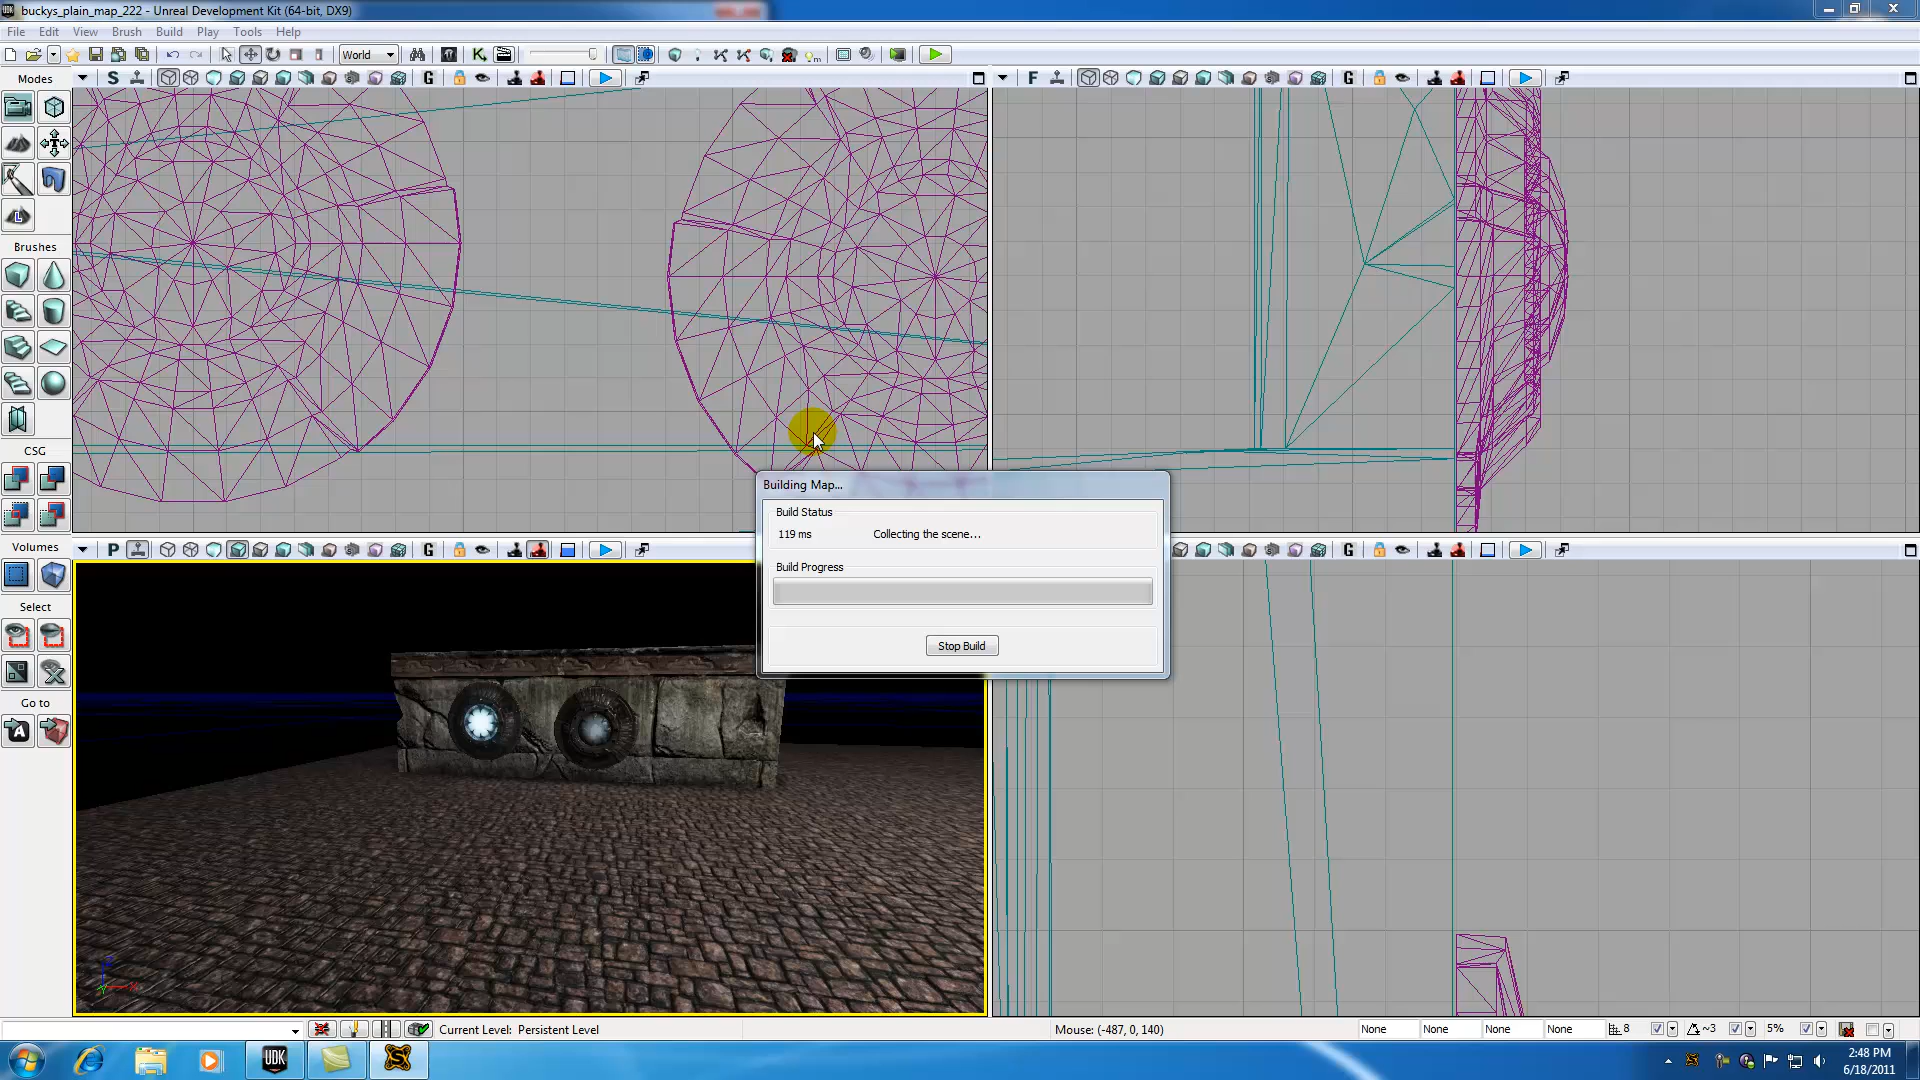 buckys_plain_map_222 - Unreal Development Kit (64-bit, DX9)
File Edit View Brush Build Play Tools Help
World
Modes
S
G
F
G
L
Brushes
CSG
Volumes
P
G
G
Select
Go to
A
Building Map...
Build Status
119 ms Collecting the scene...
Build Progress
Stop Build
Current Level: Persistent Level
Mouse: (-487, 0, 140)
None None None None 8 ~3 5%
UDK
2:48 PM
6/18/2011